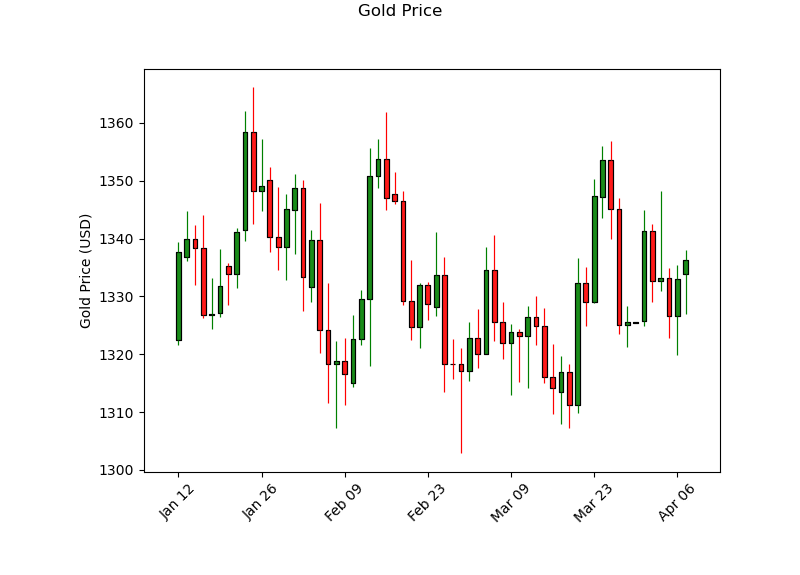 Gold Price
Gold Price (USD)
1360
1350
1340
1330
1320
1310
1300
Jan 12
Jan 26
Feb 09
Feb 23
Mar 09
Mar 23
Apr 06